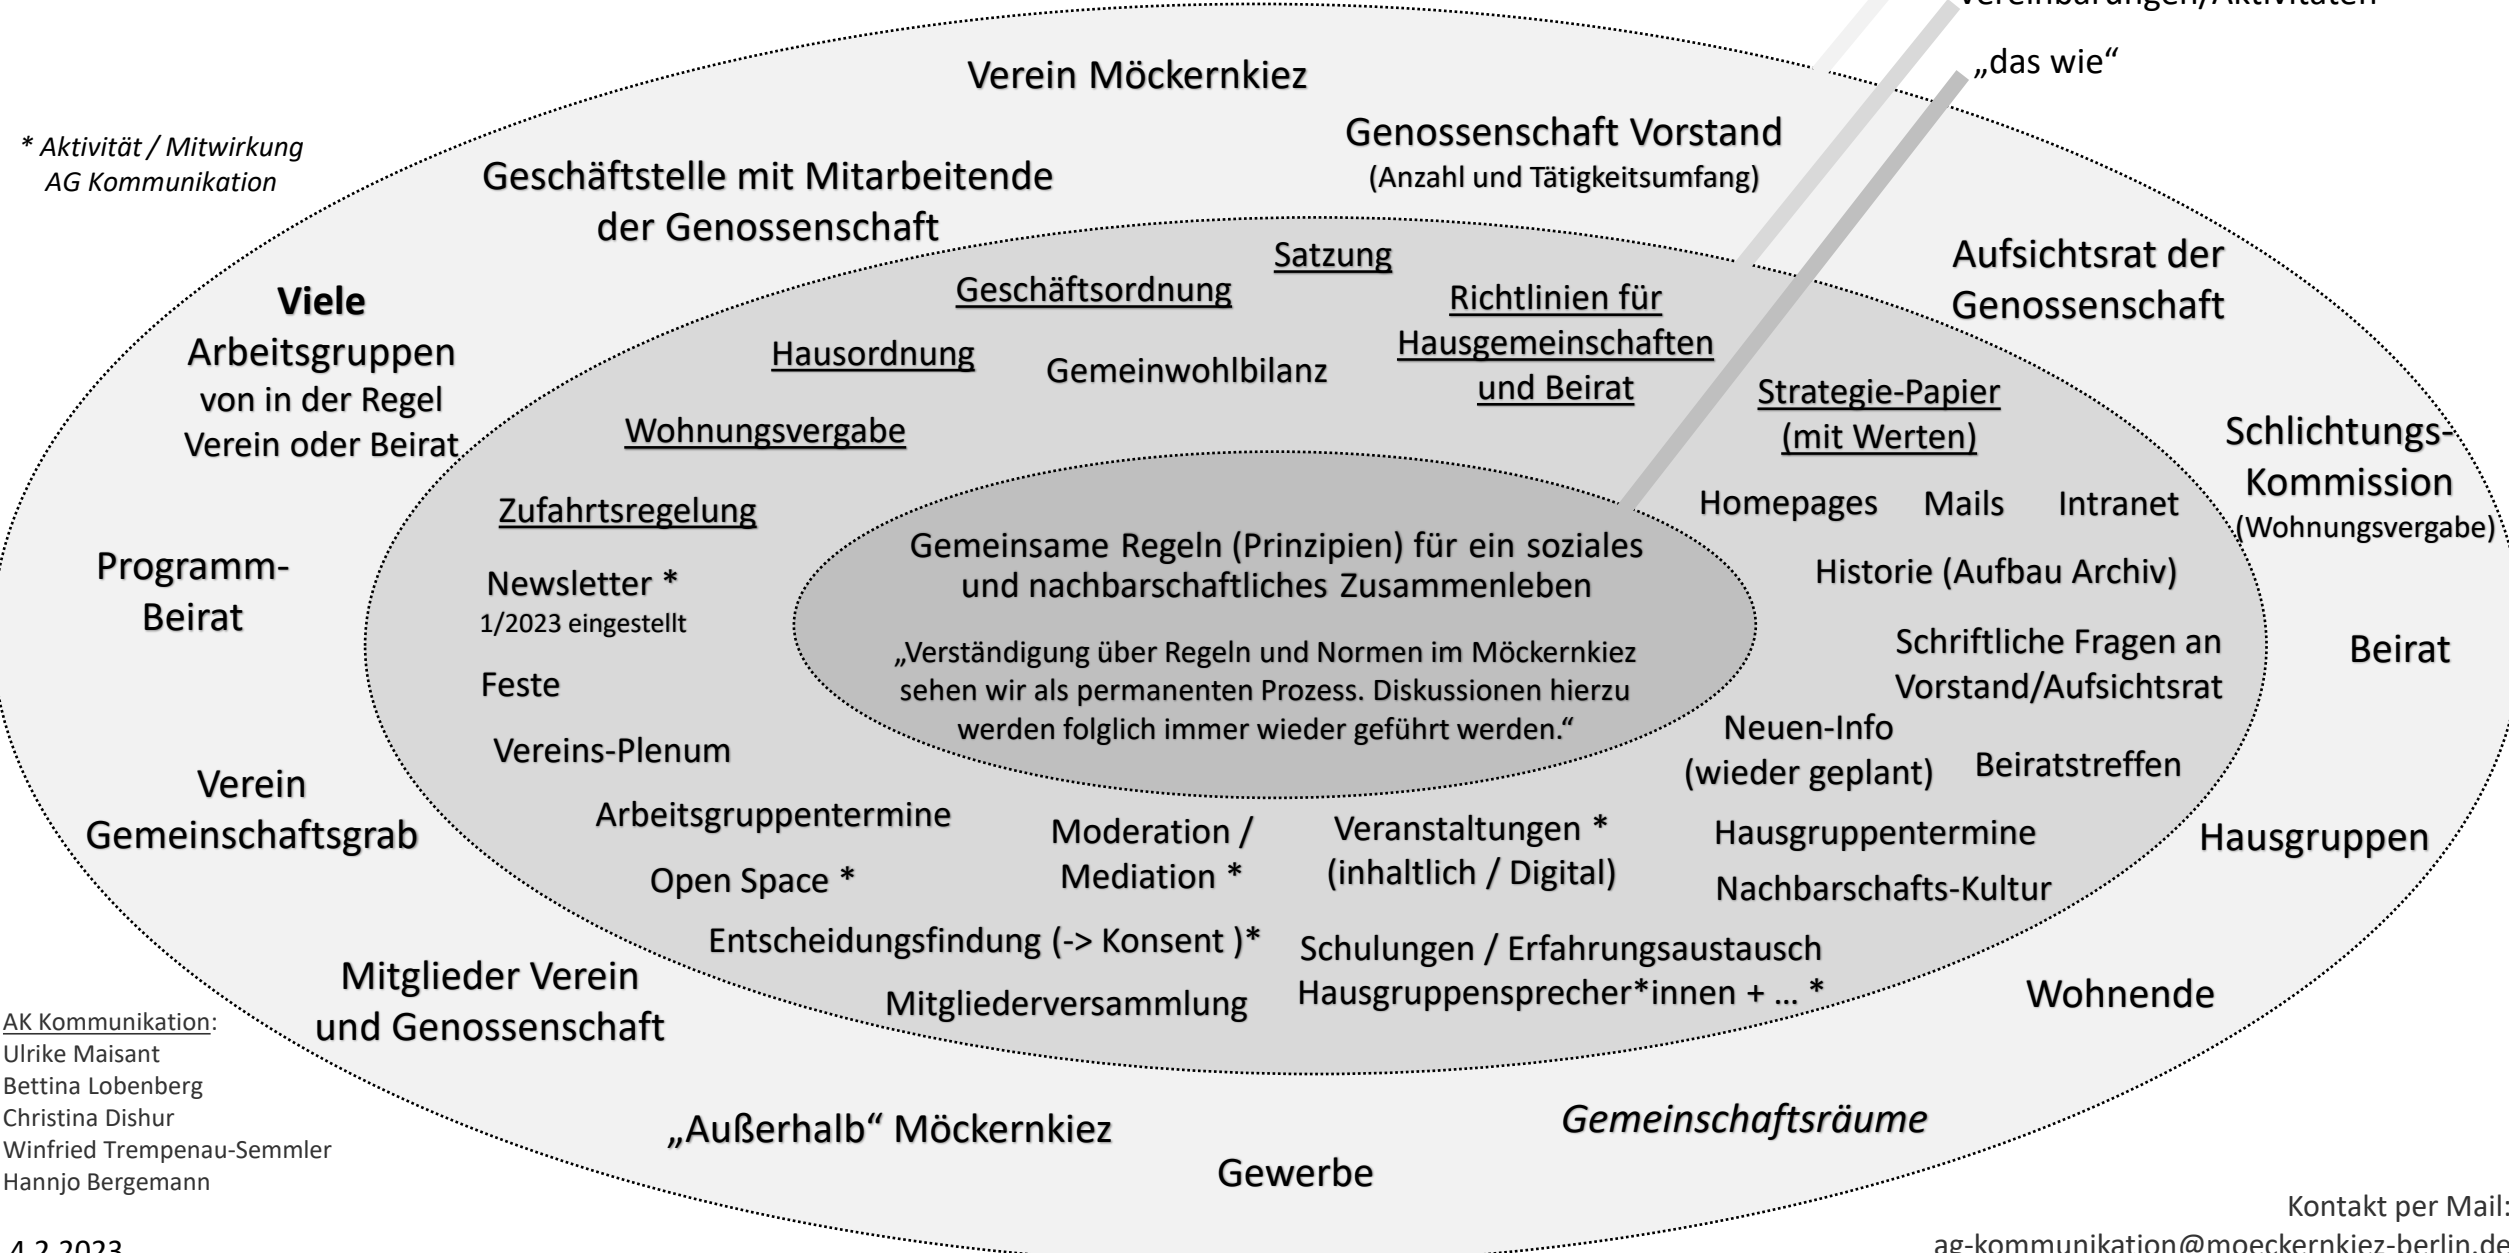 Vereinbarungen/Aktivitäten
„das wie“
Verein Möckernkiez
* Aktivität / Mitwirkung
AG Kommunikation
Genossenschaft Vorstand
(Anzahl und Tätigkeitsumfang)
Geschäftstelle mit Mitarbeitende
der Genossenschaft
Aufsichtsrat der
Genossenschaft
Viele
Arbeitsgruppen
von in der Regel
Verein oder Beirat
Schlichtungs-
Kommission
(Wohnungsvergabe)
Programm-
Beirat
Beirat
Verein
Gemeinschaftsgrab
Hausgruppen
Mitglieder Verein
und Genossenschaft
Wohnende
„Außerhalb“ Möckernkiez
Gewerbe
Gemeinschaftsräume
Satzung
Geschäftsordnung
Richtlinien für
Hausgemeinschaften
und Beirat
Hausordnung
Gemeinwohlbilanz
Strategie-Papier
(mit Werten)
Wohnungsvergabe
Zufahrtsregelung
Homepages
Mails
Intranet
Historie (Aufbau Archiv)
Newsletter *
1/2023 eingestellt
Schriftliche Fragen an
Vorstand/Aufsichtsrat
Feste
Neuen-Info
(wieder geplant)
Beiratstreffen
Vereins-Plenum
Arbeitsgruppentermine
Moderation /
Mediation *
Veranstaltungen *
(inhaltlich / Digital)
Hausgruppentermine
Open Space *
Nachbarschafts-Kultur
Entscheidungsfindung (-> Konsent )*
Schulungen / Erfahrungsaustausch
Hausgruppensprecher*innen + ... *
Mitgliederversammlung
Gemeinsame Regeln (Prinzipien) für ein soziales
und nachbarschaftliches Zusammenleben
„Verständigung über Regeln und Normen im Möckernkiez
sehen wir als permanenten Prozess. Diskussionen hierzu
werden folglich immer wieder geführt werden.“
AK Kommunikation:
Ulrike Maisant
Bettina Lobenberg
Christina Dishur
Winfried Trempenau-Semmler
Hannjo Bergemann
4.2.2023
Kontakt per Mail:
ag-kommunikation@moeckernkiez-berlin.de